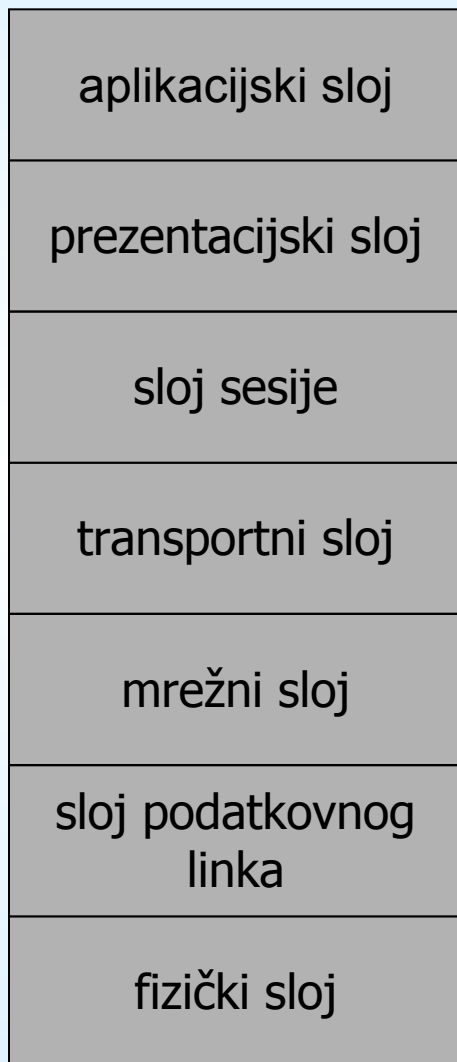 aplikacijski sloj
prezentacijski sloj
sloj sesije
transportni sloj
mrežni sloj
sloj podatkovnog
linka
fizički sloj